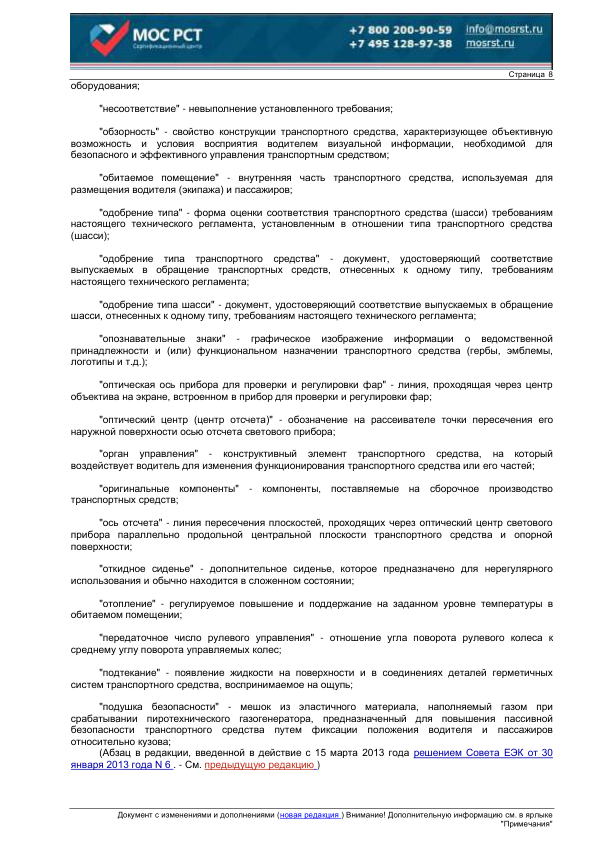 МОС РСТ
Сертификационный центр
+7 800 200-90-59 info@mosrst.ru
+7 495 128-97-38 mosrst.ru
Страница 8
оборудования;
"несоответствие" - невыполнение установленного требования;
"обзорность" - свойство конструкции транспортного средства, характеризующее объективную
возможность и условия восприятия водителем визуальной информации, необходимой для
безопасного и эффективного управления транспортным средством;
"обитаемое помещение" - внутренняя часть транспортного средства, используемая для
размещения водителя (экипажа) и пассажиров;
"одобрение типа" - форма оценки соответствия транспортного средства (шасси) требованиям
настоящего технического регламента, установленным в отношении типа транспортного средства
(шасси);
"одобрение типа транспортного средства" - документ, удостоверяющий соответствие
выпускаемых в обращение транспортных средств, отнесенных к одному типу, требованиям
настоящего технического регламента;
"одобрение типа шасси" - документ, удостоверяющий соответствие выпускаемых в обращение
шасси, отнесенных к одному типу, требованиям настоящего технического регламента;
"опознавательные знаки" - графическое изображение информации о ведомственной
принадлежности и (или) функциональном назначении транспортного средства (гербы, эмблемы,
логотипы и т.д.);
"оптическая ось прибора для проверки и регулировки фар" - линия, проходящая через центр
объектива на экране, встроенном в прибор для проверки и регулировки фар;
"оптический центр (центр отсчета)" - обозначение на рассеивателе точки пересечения его
наружной поверхности осью отсчета светового прибора;
"орган управления" - конструктивный элемент транспортного средства, на который
воздействует водитель для изменения функционирования транспортного средства или его частей;
"оригинальные компоненты" - компоненты, поставляемые на сборочное производство
транспортных средств;
"ось отсчета" - линия пересечения плоскостей, проходящих через оптический центр светового
прибора параллельно продольной центральной плоскости транспортного средства и опорной
поверхности;
"откидное сиденье" - дополнительное сиденье, которое предназначено для нерегулярного
использования и обычно находится в сложенном состоянии;
"отопление" - регулируемое повышение и поддержание на заданном уровне температуры в
обитаемом помещении;
"передаточное число рулевого управления" - отношение угла поворота рулевого колеса к
среднему углу поворота управляемых колес;
"подтекание" - появление жидкости на поверхности и в соединениях деталей герметичных
систем транспортного средства, воспринимаемое на ощупь;
"подушка безопасности" - мешок из эластичного материала, наполняемый газом при
срабатывании пиротехнического газогенератора, предназначенный для повышения пассивной
безопасности транспортного средства путем фиксации положения водителя и пассажиров
относительно кузова;
(Абзац в редакции, введенной в действие с 15 марта 2013 года решением Совета ЕЭК от 30
января 2013 года N 6 . - См. предыдущую редакцию )
Документ с изменениями и дополнениями (новая редакция ) Внимание! Дополнительную информацию см. в ярлыке
"Примечания"